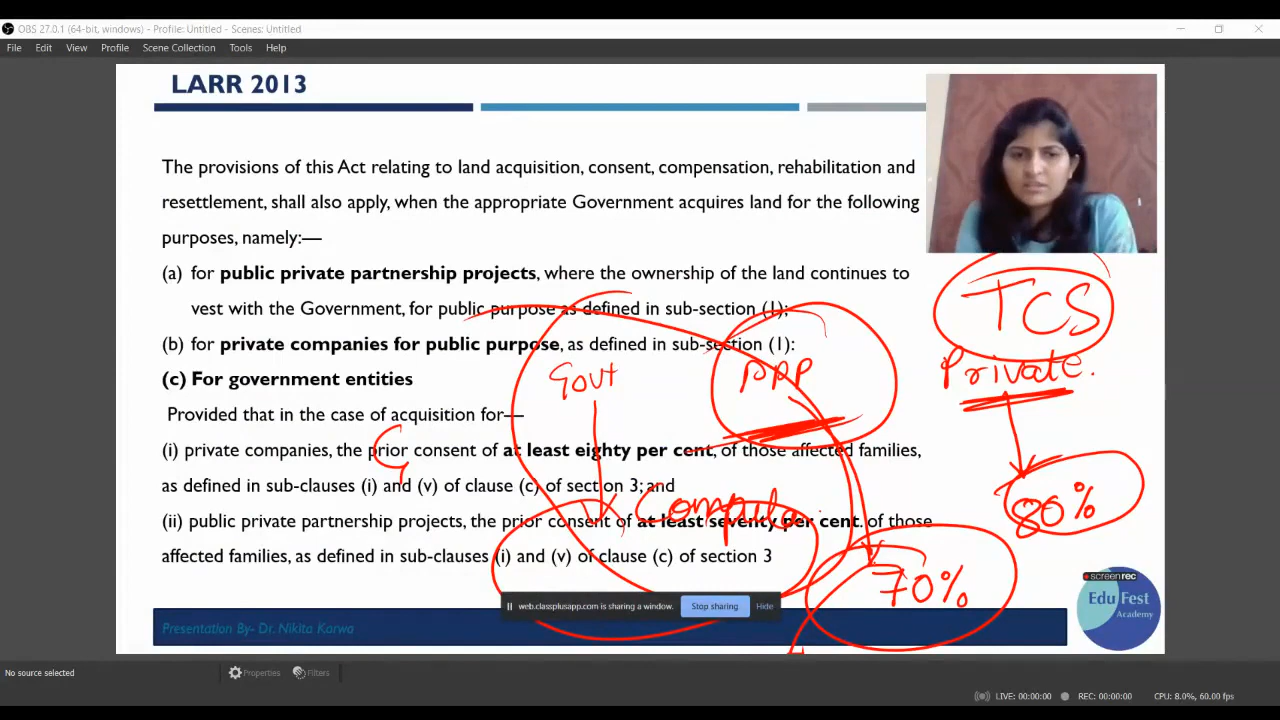 OBS 27.0.1 (64-bit, windows) - Profile: Untitled - Scenes: Untitled
File Edit View Profile Scene Collection Tools Help
LARR 2013
The provisions of this Act relating to land acquisition, consent, compensation, rehabilitation and
resettlement, shall also apply, when the appropriate Government acquires land for the following
purposes, namely:—
(a) for public private partnership projects, where the ownership of the land continues to
vest with the Government, for public purpose as defined in sub-section (1);
(b) for private companies for public purpose, as defined in sub-section (1):
(c) For government entities
Provided that in the case of acquisition for—
(i) private companies, the prior consent of at least eighty per cent, of those affected families,
as defined in sub-clauses (i) and (v) of clause (c) of section 3; and
(ii) public private partnership projects, the prior consent of at least seventy per cent. of those
affected families, as defined in sub-clauses (i) and (v) of clause (c) of section 3
TCS
Private.
Govt
PPP
80%
70%
web.classplusapp.com is sharing a window. Stop sharing Hide
Presentation By- Dr. Nikita Karwa
screenrec
Edu Fest
Academy
No source selected
Properties Filters
LIVE: 00:00:00 REC: 00:00:00 CPU: 8.0%, 60.00 fps